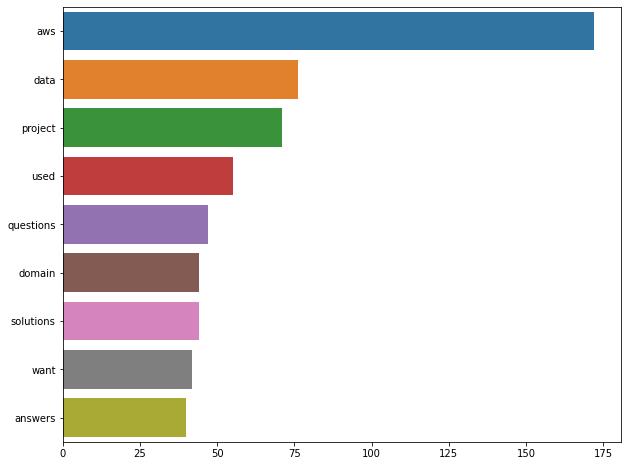 aws
data
project
used
questions
domain
solutions
want
answers
0 25 50 75 100 125 150 175